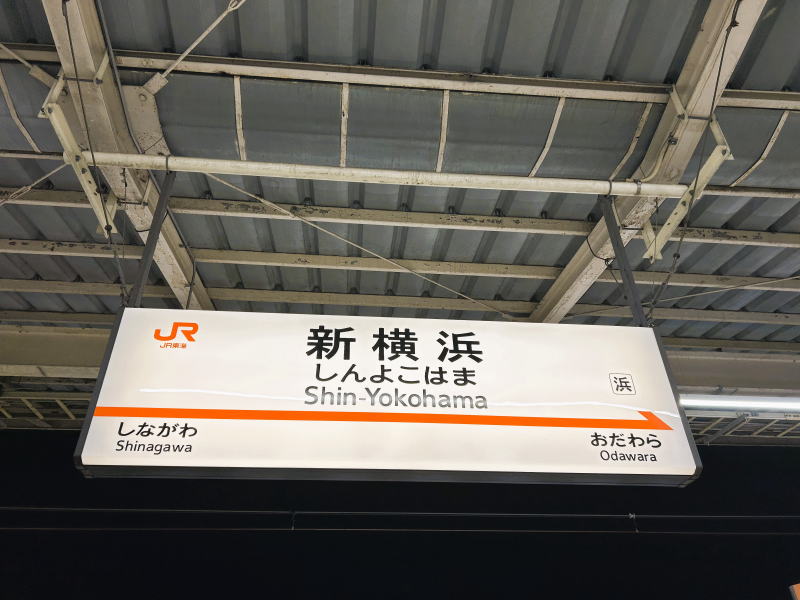 JR
JR東海
新横浜
しんよこはま
Shin-Yokohama
浜
しながわ
Shinagawa
おだわら
Odawara